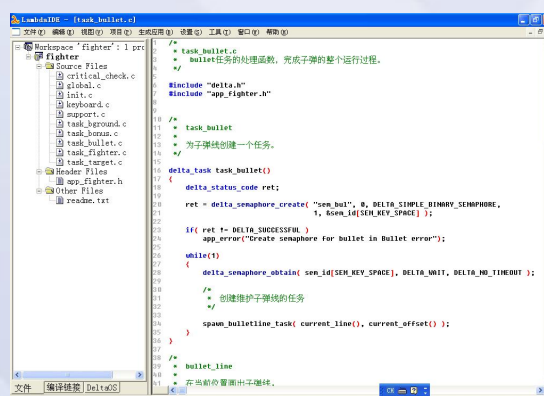 LambdaIDE - [task_bullet.c]
文件(F) 编辑(E) 视图(V) 项目(P) 生成应用(B) 设置(S) 工具(T) 窗口(W) 帮助(H)
Workspace 'fighter': 1 pro
fighter
Source Files
critical_check.c
global.c
init.c
keyboard.c
support.c
task_bground.c
task_bonus.c
task_bullet.c
task_fighter.c
task_target.c
Header Files
app_fighter.h
Other Files
readme.txt
文件 编译链接 DeltaOS
1 /*
2 * task_bullet.c
3 * bullet任务的处理函数，完成子弹的整个运行过程。
4 */
5
6 #include "delta.h"
7 #include "app_fighter.h"
8
9
10 /*
11 * task_bullet
12 *
13 * 为子弹线创建一个任务。
14 */
15
16 delta_task task_bullet()
17 {
18 delta_status_code ret;
19
20 ret = delta_semaphore_create( "sem_bul", 0, DELTA_SIMPLE_BINARY_SEMAPHORE,
21 1, &sem_id[SEM_KEY_SPACE] );
22
23 if( ret != DELTA_SUCCESSFUL )
24 app_error("Create semaphore for bullet in Bullet error");
25
26 while(1)
27 {
28 delta_semaphore_obtain( sem_id[SEM_KEY_SPACE], DELTA_WAIT, DELTA_NO_TIMEOUT );
29
30 /*
31 * 创建维护子弹线的任务
32 */
33
34 spawn_bulletline_task( current_line(), current_offset() );
35 }
36 }
37
38 /*
39 * bullet_line
40 *
41 * 在当前位置画出子弹线。
CH